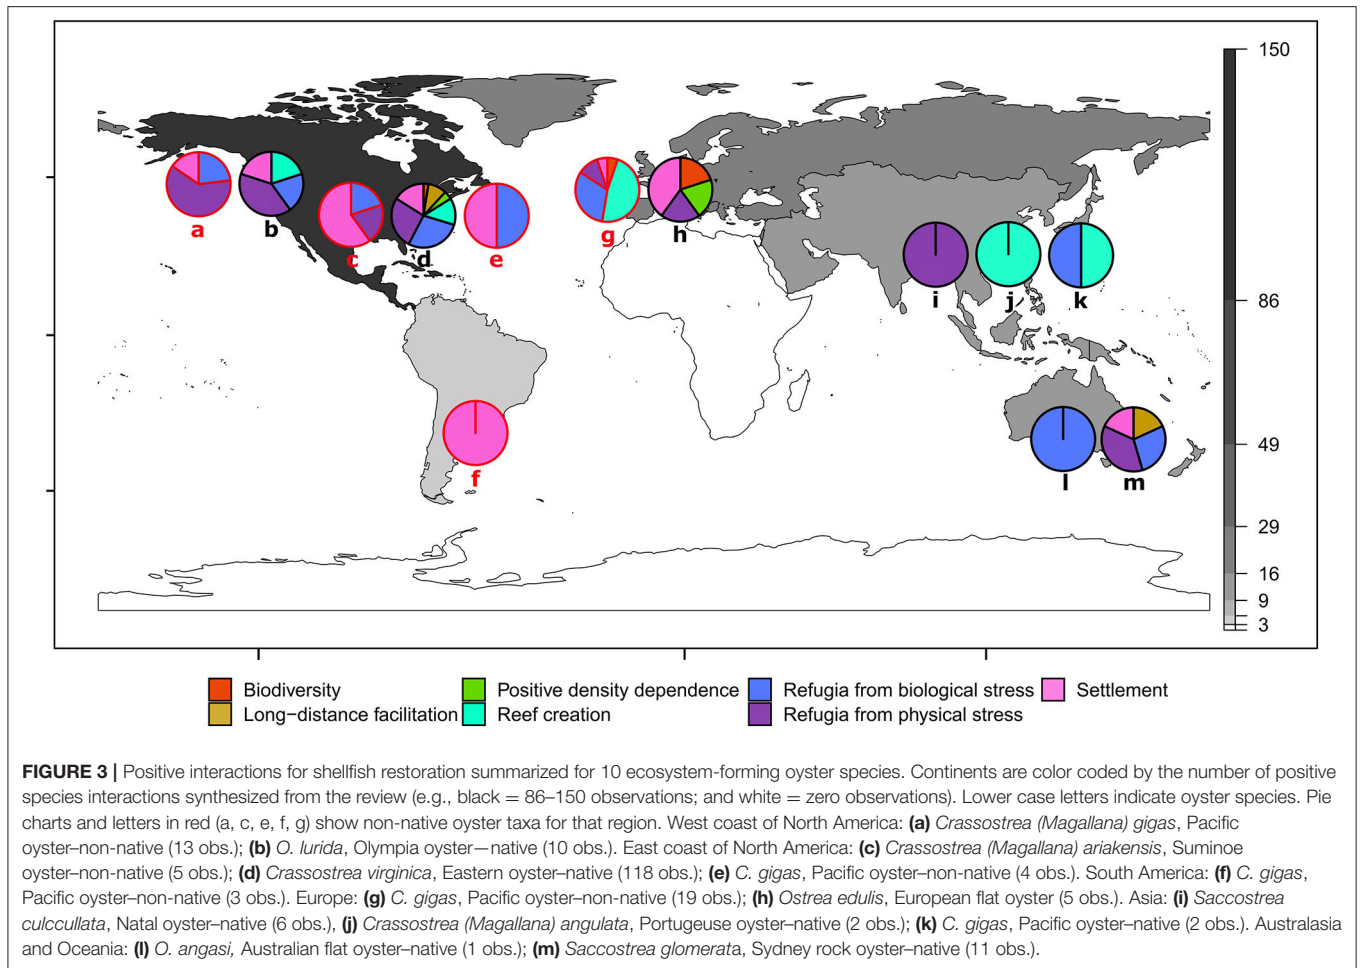 150
86
49
29
16
9
3
a
b
c
d
e
g
h
i
j
k
f
l
m
Biodiversity
Positive density dependence
Refugia from biological stress
Settlement
Long−distance facilitation
Reef creation
Refugia from physical stress
FIGURE 3 | Positive interactions for shellfish restoration summarized for 10 ecosystem-forming oyster species. Continents are color coded by the number of positive
species interactions synthesized from the review (e.g., black = 86–150 observations; and white = zero observations). Lower case letters indicate oyster species. Pie
charts and letters in red (a, c, e, f, g) show non-native oyster taxa for that region. West coast of North America: (a) Crassostrea (Magallana) gigas, Pacific
oyster–non-native (13 obs.); (b) O. lurida, Olympia oyster—native (10 obs.). East coast of North America: (c) Crassostrea (Magallana) ariakensis, Suminoe
oyster–non-native (5 obs.); (d) Crassostrea virginica, Eastern oyster–native (118 obs.); (e) C. gigas, Pacific oyster–non-native (4 obs.). South America: (f) C. gigas,
Pacific oyster–non-native (3 obs.). Europe: (g) C. gigas, Pacific oyster–non-native (19 obs.); (h) Ostrea edulis, European flat oyster (5 obs.). Asia: (i) Saccostrea
culccullata, Natal oyster–native (6 obs.), (j) Crassostrea (Magallana) angulata, Portugeuse oyster–native (2 obs.); (k) C. gigas, Pacific oyster–native (2 obs.). Australasia
and Oceania: (l) O. angasi, Australian flat oyster–native (1 obs.); (m) Saccostrea glomerata, Sydney rock oyster–native (11 obs.).